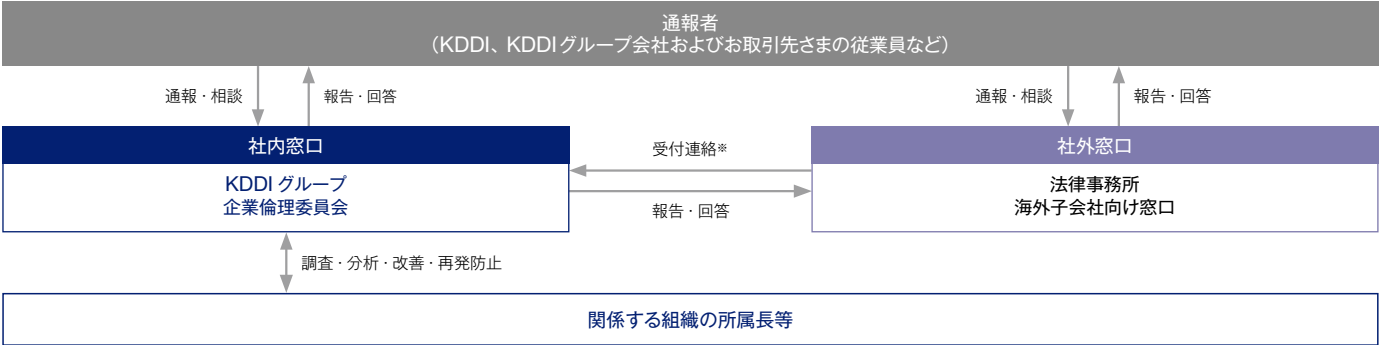 通報者
（KDDI、KDDIグループ会社およびお取引先さまの従業員など）
通報・相談
報告・回答
通報・相談
報告・回答
社内窓口
KDDIグループ
企業倫理委員会
受付連絡※
報告・回答
社外窓口
法律事務所
海外子会社向け窓口
調査・分析・改善・再発防止
関係する組織の所属長等